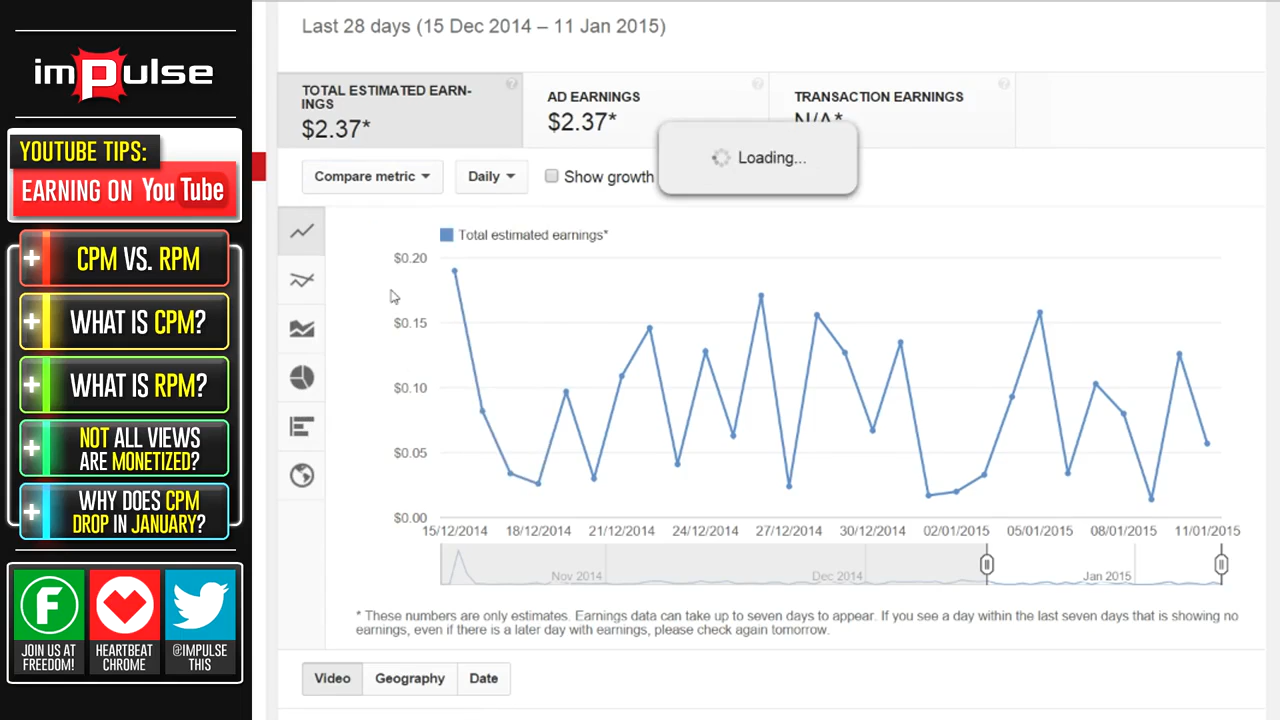 imPulse
YOUTUBE TIPS:
EARNING ON YouTube
CPM VS. RPM
WHAT IS CPM?
WHAT IS RPM?
NOT ALL VIEWS
ARE MONETIZED?
WHY DOES CPM
DROP IN JANUARY?
F
JOIN US AT
FREEDOM!
HEARTBEAT
CHROME
@IMPULSE
THIS
Last 28 days (15 Dec 2014 – 11 Jan 2015)
TOTAL ESTIMATED EARN-
INGS
$2.37*
AD EARNINGS
$2.37*
TRANSACTION EARNINGS
N/A*
Loading...
Compare metric
Daily
Show growth
Total estimated earnings*
$0.20
$0.15
$0.10
$0.05
$0.00
15/12/2014 18/12/2014 21/12/2014 24/12/2014 27/12/2014 30/12/2014 02/01/2015 05/01/2015 08/01/2015 11/01/2015
Nov 2014 Dec 2014 Jan 2015
* These numbers are only estimates. Earnings data can take up to seven days to appear. If you see a day within the last seven days that is showing no
earnings, even if there is a later day with earnings, please check again tomorrow.
Video Geography Date